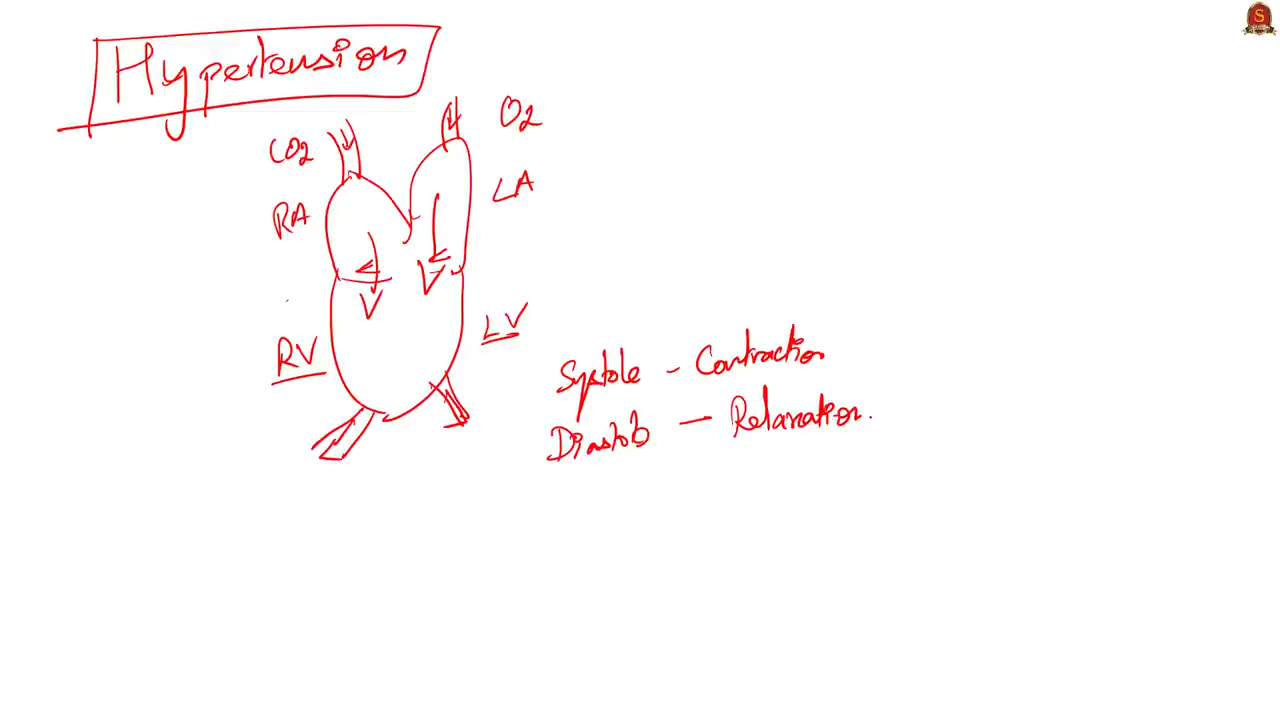 Hypertension
CO2
O2
RA
LA
RV
LV
Systole - Contraction
Diastole - Relaxation.
S